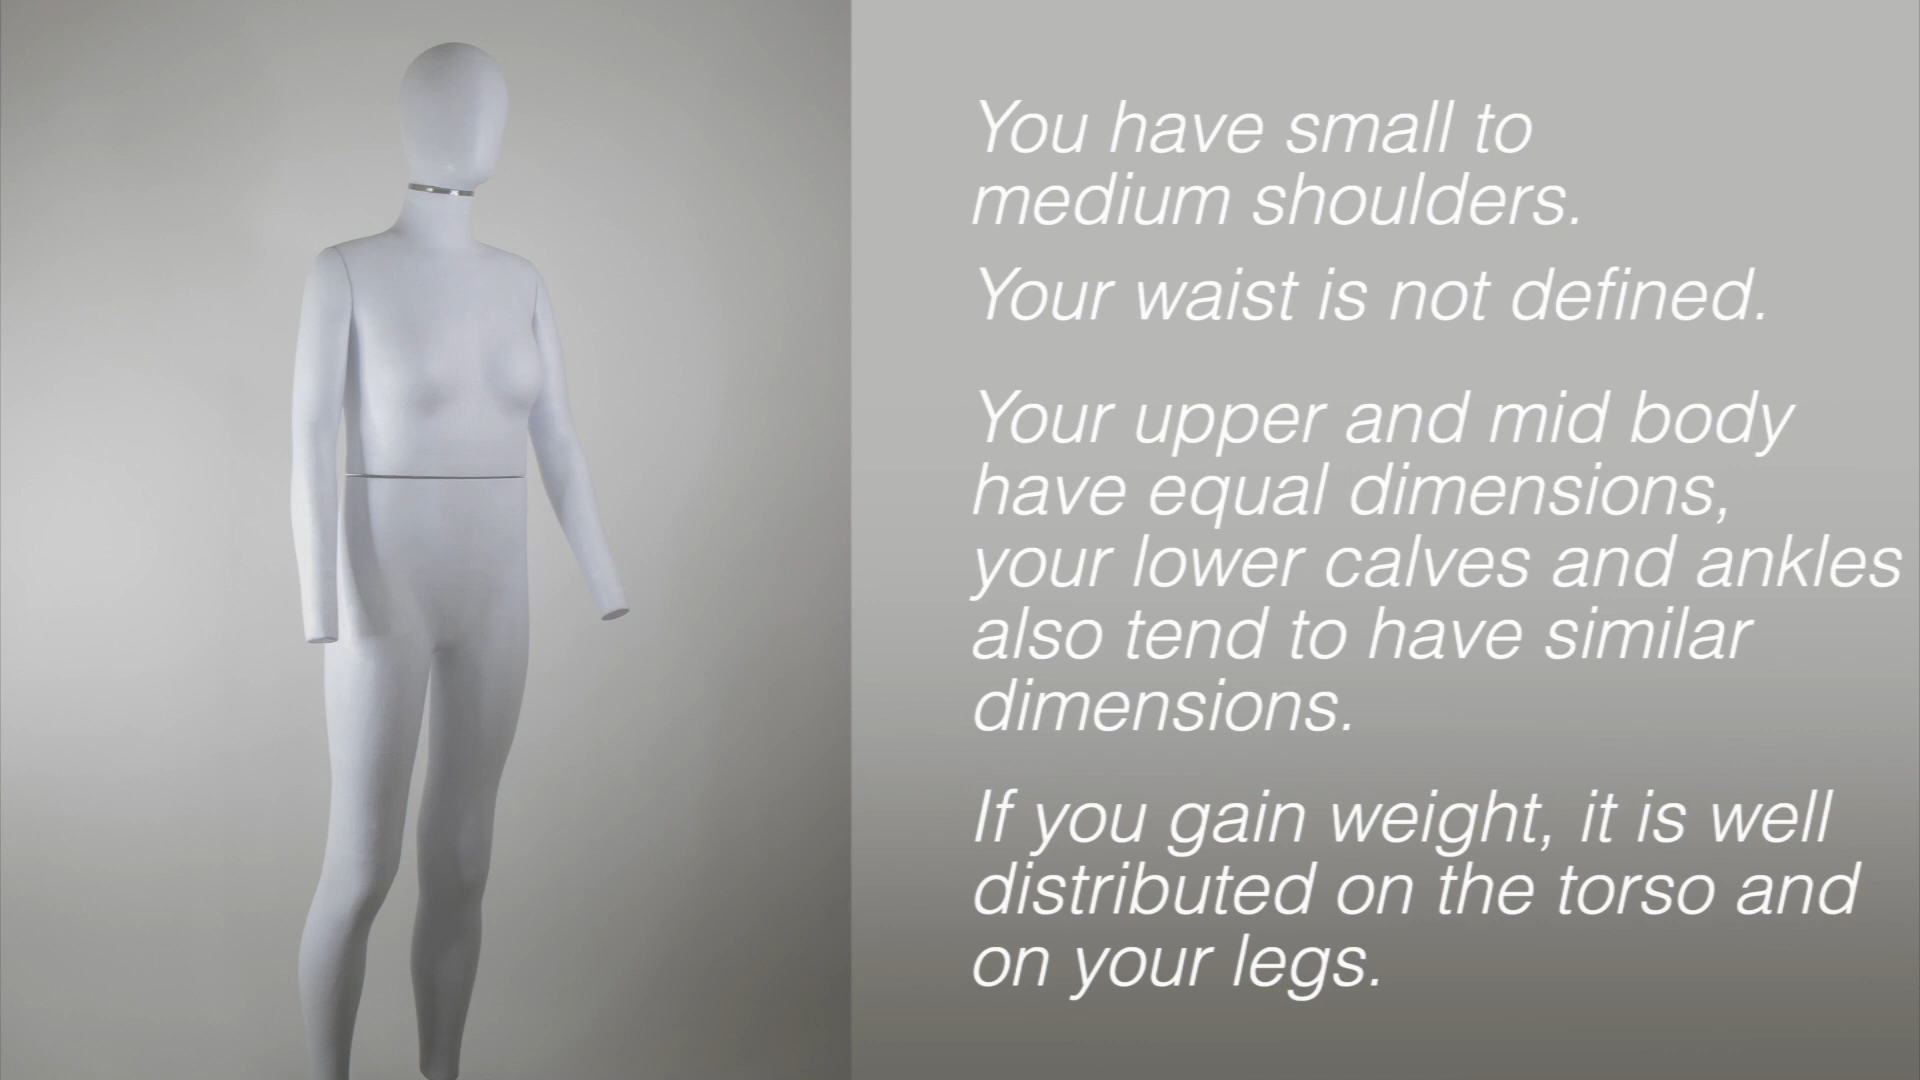 You have small to
medium shoulders.
Your waist is not defined.
Your upper and mid body
have equal dimensions,
your lower calves and ankles
also tend to have similar
dimensions.
If you gain weight, it is well
distributed on the torso and
on your legs.